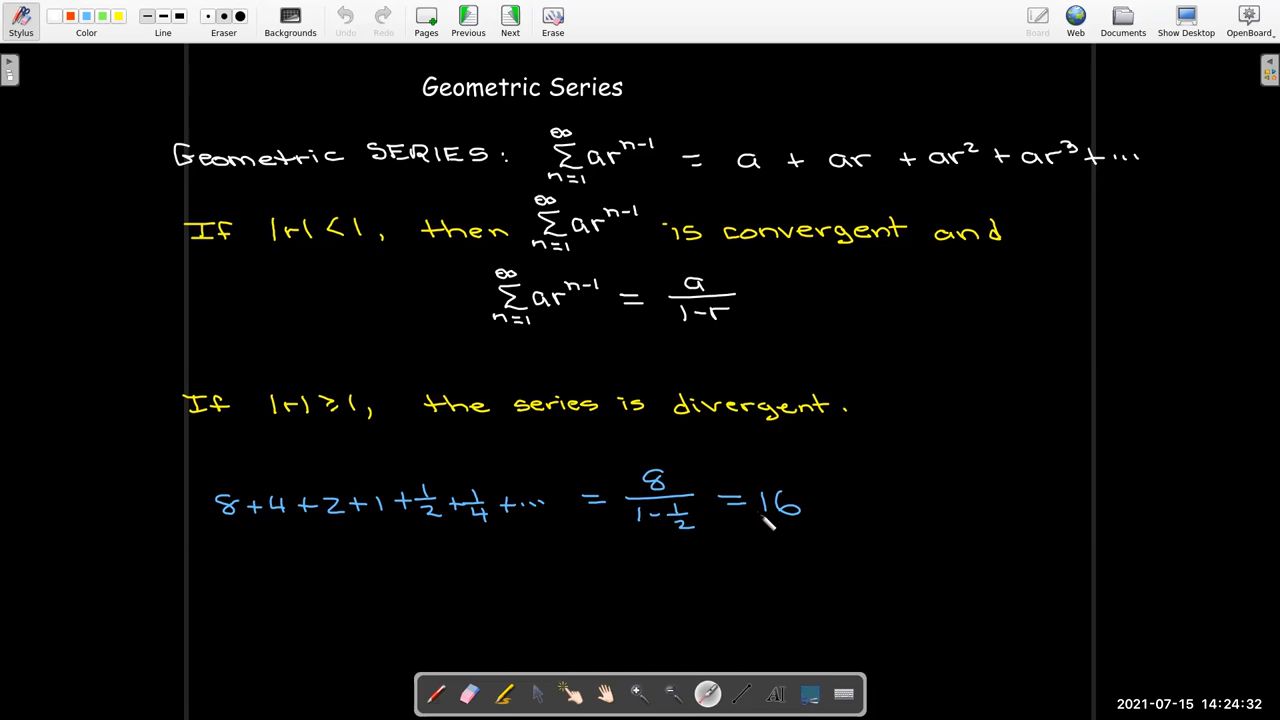 Stylus Color Line Eraser Backgrounds Undo Redo Pages Previous Next Erase Board Web Documents Show Desktop OpenBoard
Geometric Series
Geometric SERIES: ∞ Σ n=1 ar^(n-1) = a + ar + ar² + ar³ + ...
If |r| < 1, then ∞ Σ n=1 ar^(n-1) is convergent and
∞ Σ n=1 ar^(n-1) = a/(1-r)
If |r| ≥ 1, the series is divergent.
8+4+2+1+1/2+1/4+... = 8/(1-1/2) = 16
AI
2021-07-15 14:24:32